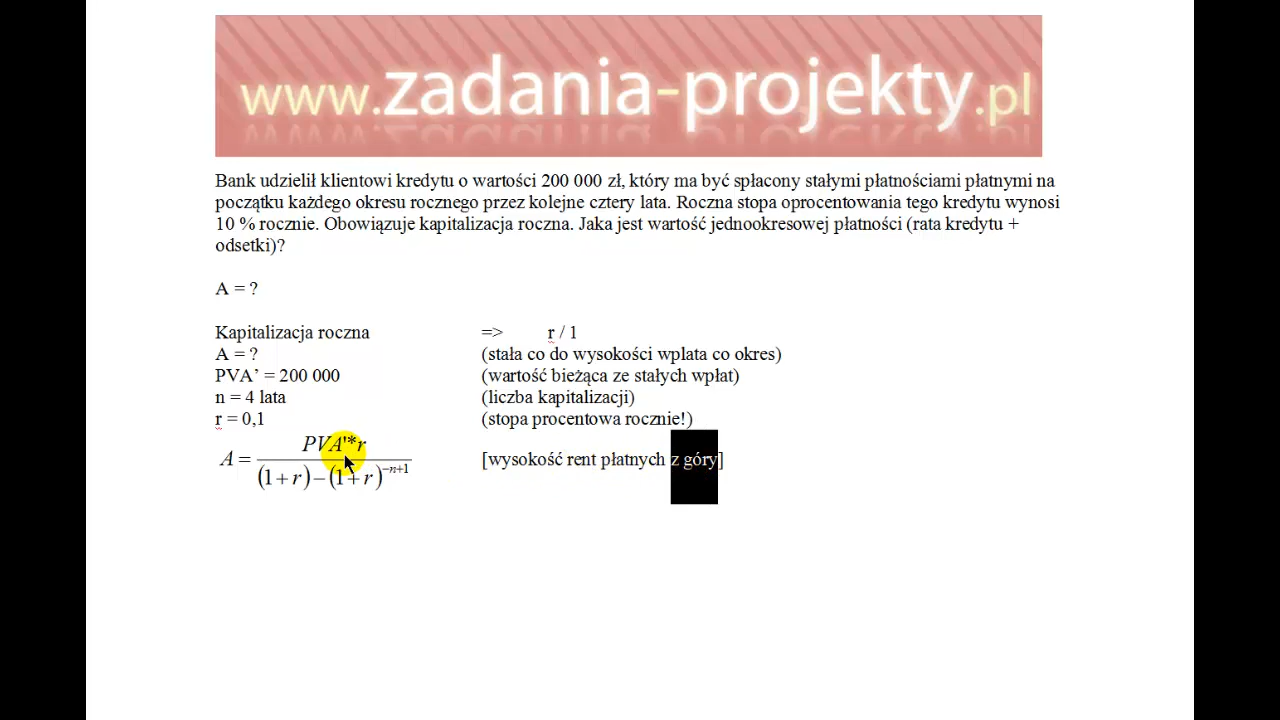 www.zadania-projekty.pl
Bank udzielił klientowi kredytu o wartości 200 000 zł, który ma być spłacony stałymi płatnościami płatnymi na
początku każdego okresu rocznego przez kolejne cztery lata. Roczna stopa oprocentowania tego kredytu wynosi
10 % rocznie. Obowiązuje kapitalizacja roczna. Jaka jest wartość jednookresowej płatności (rata kredytu +
odsetki)?
A = ?
Kapitalizacja roczna => r / 1
A = ? (stała co do wysokości wplata co okres)
PVA’ = 200 000 (wartość bieżąca ze stałych wpłat)
n = 4 lata (liczba kapitalizacji)
r = 0,1 (stopa procentowa rocznie!)
A = PVA'*r / (1+r)−(1+r)^−n+1 [wysokość rent płatnych z góry]